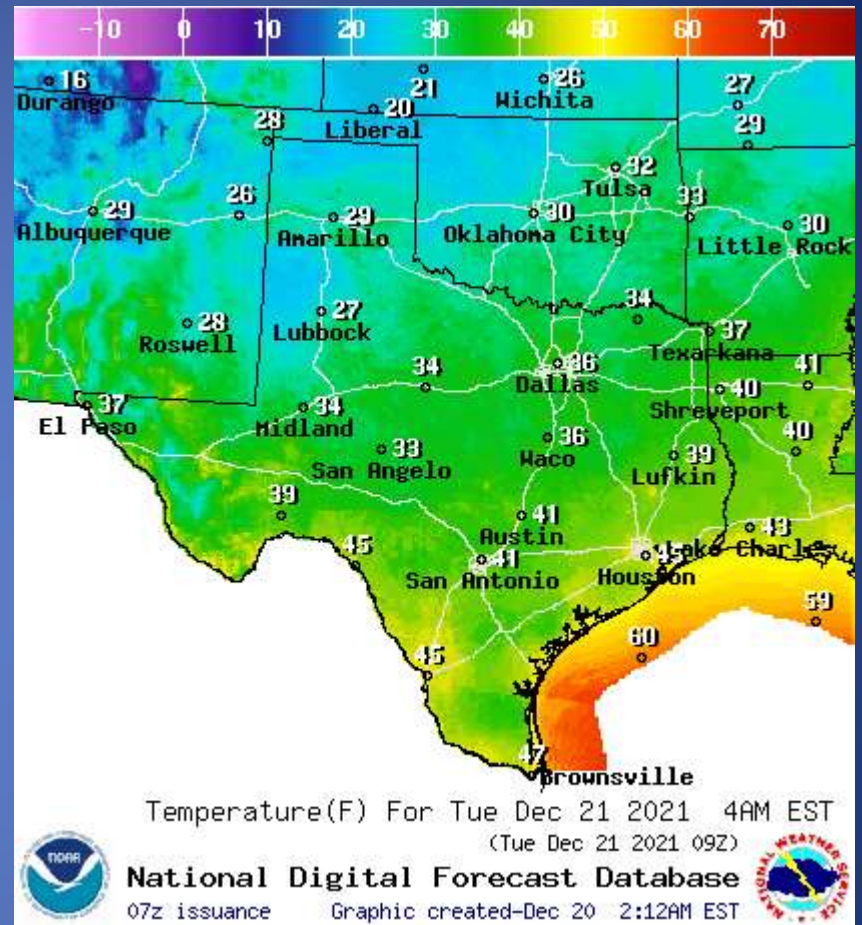 -10 0 10 20 30 40 50 60 70
16
Durango
21
26
Wichita
27
20
Liberal
28
29
32
Tulsa
29
Albuquerque
26
29
Amarillo
30
Oklahoma City
33
30
Little Rock
28
Roswell
27
Lubbock
34
37
Texarkana
36
Dallas
34
41
40
Shreveport
37
El Paso
34
Midland
33
San Angelo
36
Waco
39
Lufkin
40
39
41
Austin
43
Lake Charl
45
41
San Antonio
Houston
59
60
45
47
Brownsville
Temperature(F) For Tue Dec 21 2021 4AM EST
(Tue Dec 21 2021 09Z)
NOAA
National Digital Forecast Database
NATIONAL WEATHER SERVICE
07z issuance Graphic created-Dec 20 2:12AM EST